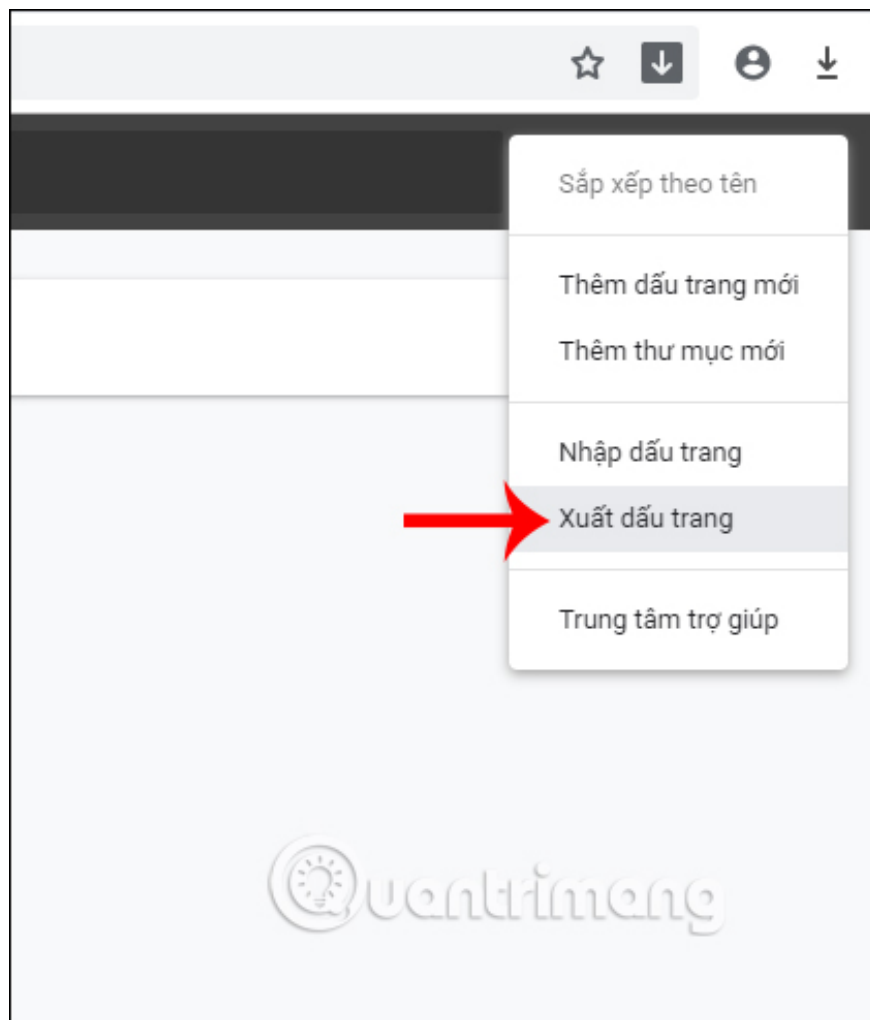 Sắp xếp theo tên
Thêm dấu trang mới
Thêm thư mục mới
Nhập dấu trang
Xuất dấu trang
Trung tâm trợ giúp
Quantrimang